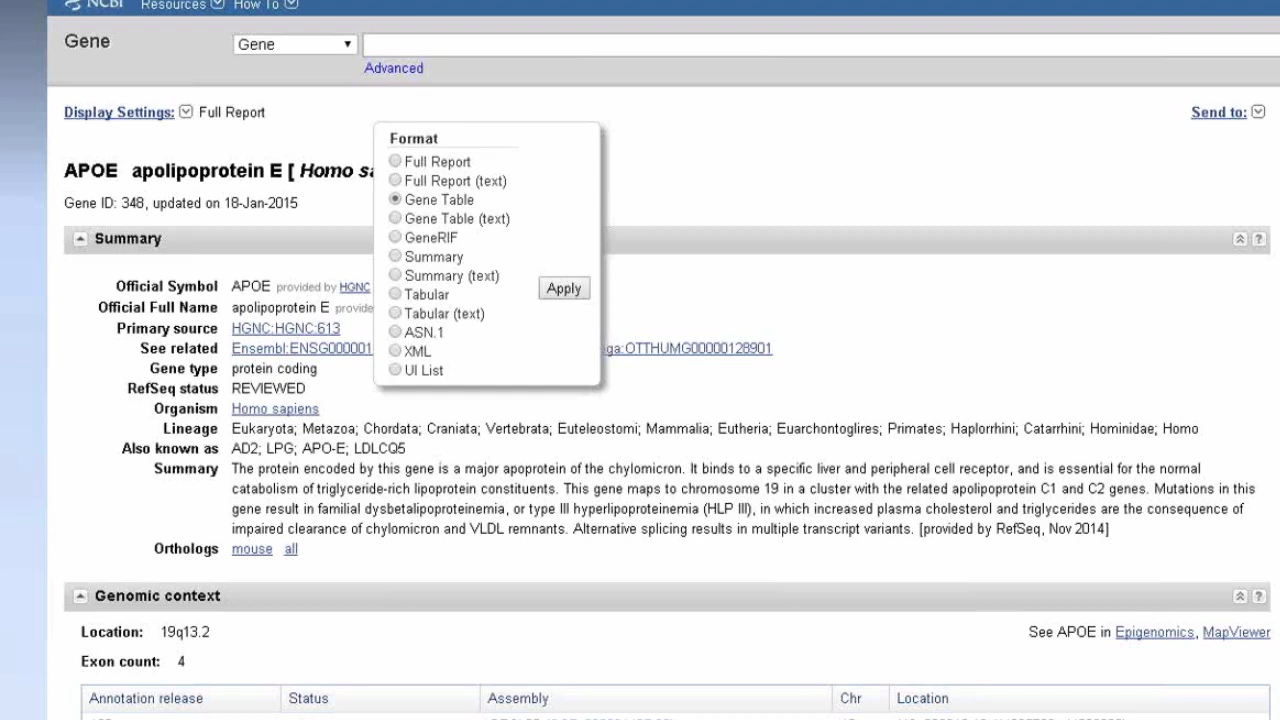 NCBI Resources How To
Gene Gene
Advanced
Display Settings: Full Report Send to:
Format
Full Report
Full Report (text)
Gene Table
Gene Table (text)
GeneRIF
Summary
Summary (text)
Tabular
Tabular (text)
ASN.1
XML
UI List
Apply
APOE apolipoprotein E [ Homo sa
Gene ID: 348, updated on 18-Jan-2015
Summary
Official Symbol APOE provided by HGNC
Official Full Name apolipoprotein E provide
Primary source HGNC:HGNC:613
See related Ensembl:ENSG000001 ga:OTTHUMG00000128901
Gene type protein coding
RefSeq status REVIEWED
Organism Homo sapiens
Lineage Eukaryota; Metazoa; Chordata; Craniata; Vertebrata; Euteleostomi; Mammalia; Eutheria; Euarchontoglires; Primates; Haplorrhini; Catarrhini; Hominidae; Homo
Also known as AD2; LPG; APO-E; LDLCQ5
Summary The protein encoded by this gene is a major apoprotein of the chylomicron. It binds to a specific liver and peripheral cell receptor, and is essential for the normal
catabolism of triglyceride-rich lipoprotein constituents. This gene maps to chromosome 19 in a cluster with the related apolipoprotein C1 and C2 genes. Mutations in this
gene result in familial dysbetalipoproteinemia, or type III hyperlipoproteinemia (HLP III), in which increased plasma cholesterol and triglycerides are the consequence of
impaired clearance of chylomicron and VLDL remnants. Alternative splicing results in multiple transcript variants. [provided by RefSeq, Nov 2014]
Orthologs mouse all
Genomic context
Location: 19q13.2 See APOE in Epigenomics, MapViewer
Exon count: 4
Annotation release Status Assembly Chr Location